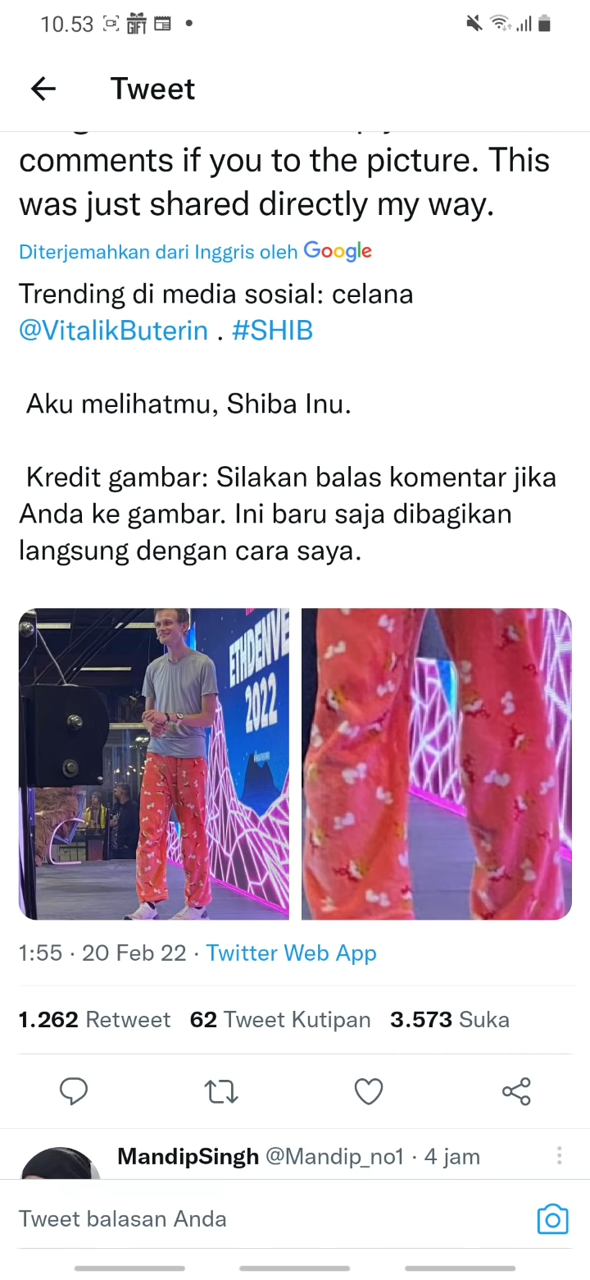 10.53
GIFT
Tweet
comments if you to the picture. This
was just shared directly my way.
Diterjemahkan dari Inggris oleh Google
Trending di media sosial: celana
@VitalikButerin . #SHIB
Aku melihatmu, Shiba Inu.
Kredit gambar: Silakan balas komentar jika
Anda ke gambar. Ini baru saja dibagikan
langsung dengan cara saya.
ETHDENVE
2022
1:55 · 20 Feb 22 · Twitter Web App
1.262 Retweet 62 Tweet Kutipan 3.573 Suka
MandipSingh @Mandip_no1 · 4 jam
Tweet balasan Anda